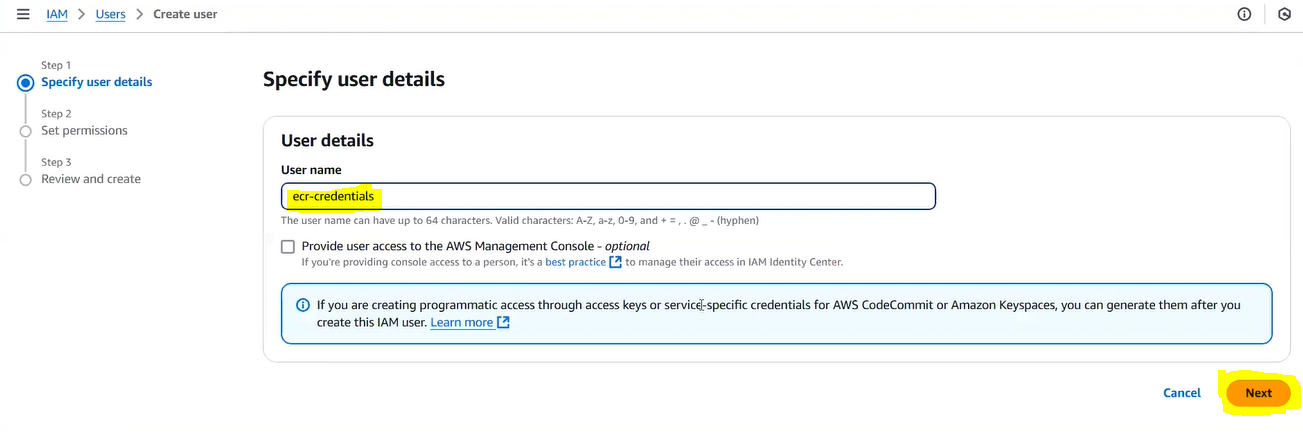 IAM > Users > Create user
Step 1
Specify user details
Step 2
Set permissions
Step 3
Review and create
Specify user details
User details
User name
ecr-credentials
The user name can have up to 64 characters. Valid characters: A-Z, a-z, 0-9, and + = , . @ _ - (hyphen)
Provide user access to the AWS Management Console - optional
If you're providing console access to a person, it's a best practice to manage their access in IAM Identity Center.
If you are creating programmatic access through access keys or service-specific credentials for AWS CodeCommit or Amazon Keyspaces, you can generate them after you
create this IAM user. Learn more
Cancel
Next